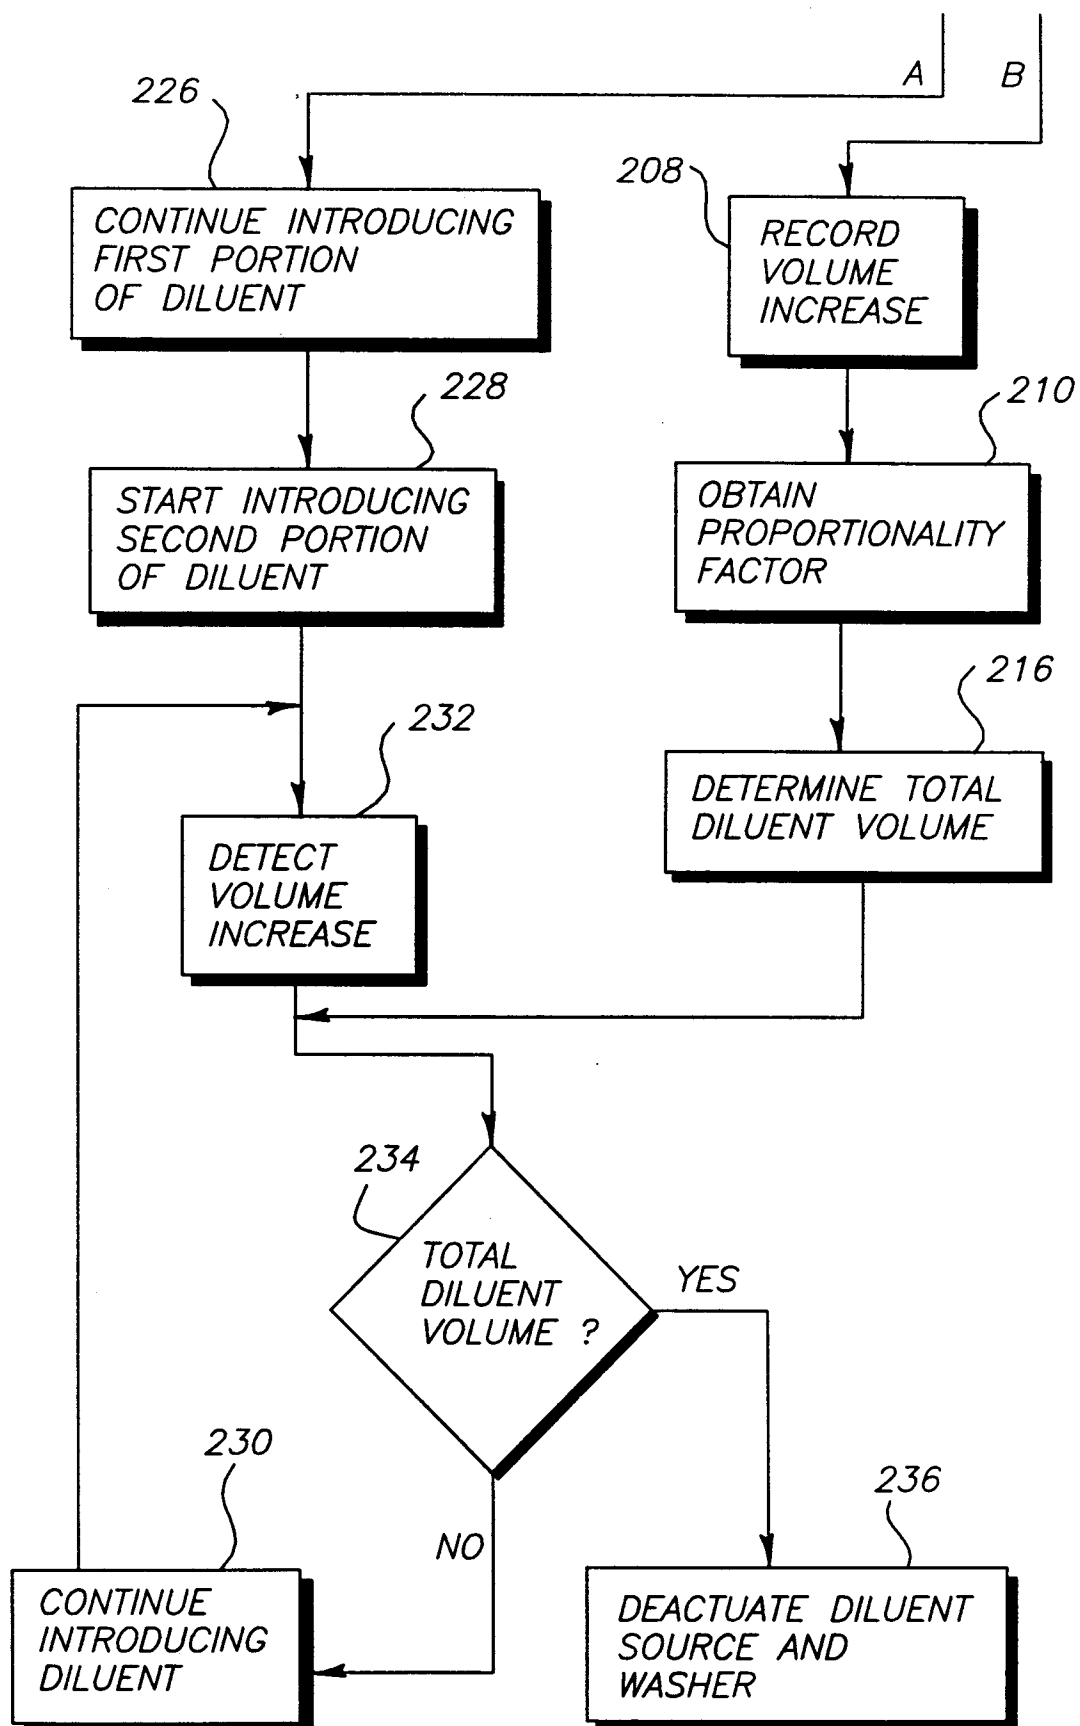 A B
226
CONTINUE INTRODUCING
FIRST PORTION
OF DILUENT
208
RECORD
VOLUME
INCREASE
228
START INTRODUCING
SECOND PORTION
OF DILUENT
210
OBTAIN
PROPORTIONALITY
FACTOR
216
DETERMINE TOTAL
DILUENT VOLUME
232
DETECT
VOLUME
INCREASE
234
TOTAL
DILUENT
VOLUME ?
YES
NO
230
CONTINUE
INTRODUCING
DILUENT
236
DEACTUATE DILUENT
SOURCE AND
WASHER